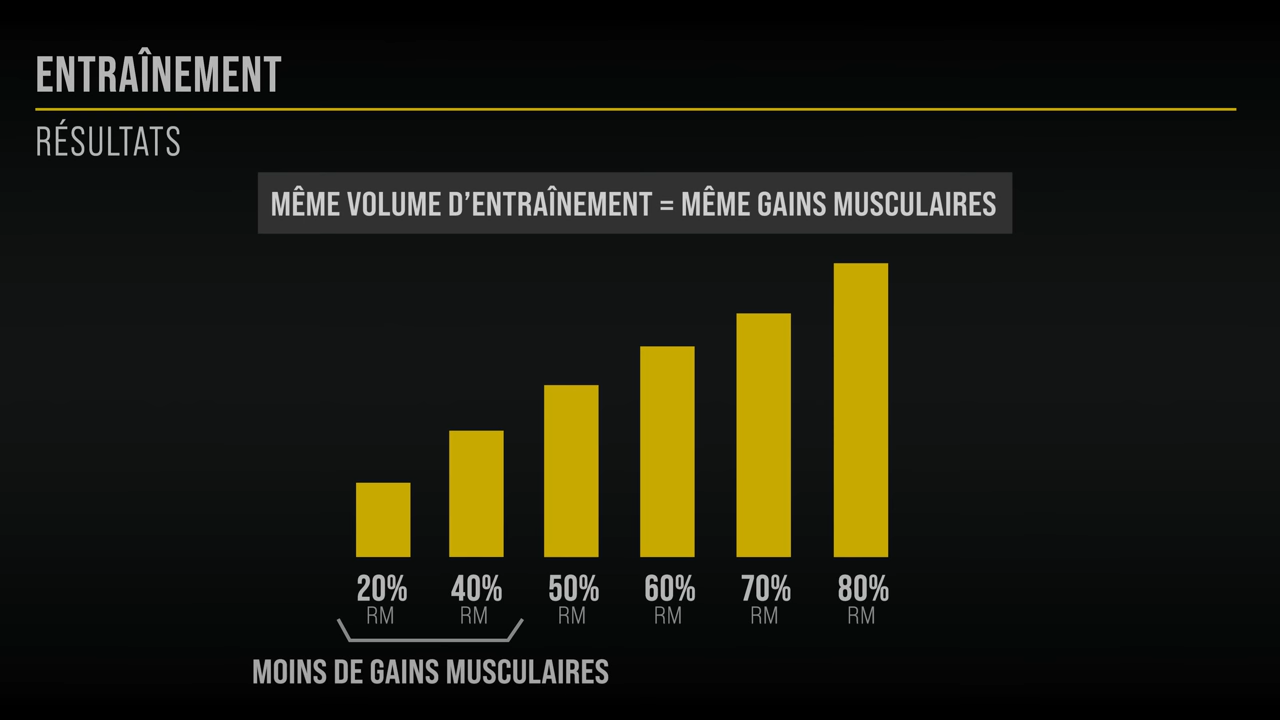 ENTRAÎNEMENT
RÉSULTATS
MÊME VOLUME D’ENTRAÎNEMENT = MÊME GAINS MUSCULAIRES
20% 40% 50% 60% 70% 80%
RM RM RM RM RM RM
MOINS DE GAINS MUSCULAIRES